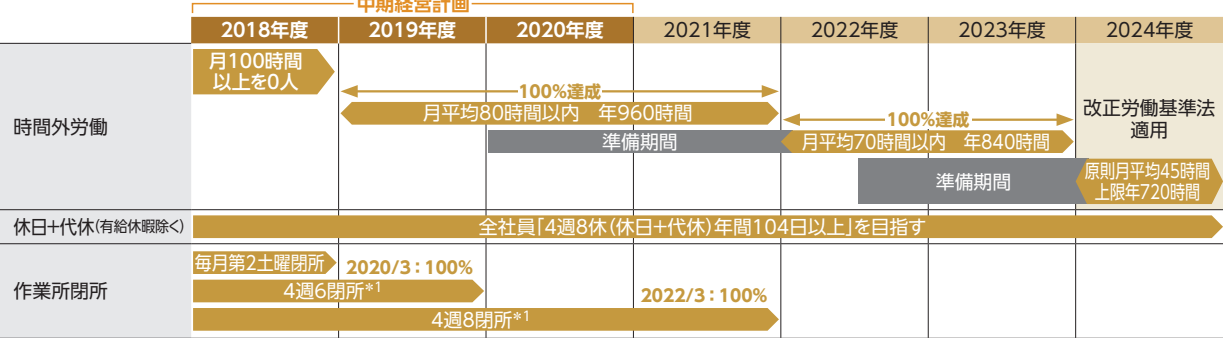 中期経営計画
2018年度 2019年度 2020年度 2021年度 2022年度 2023年度 2024年度
時間外労働
月100時間
以上を0人
100%達成
月平均80時間以内 年960時間
準備期間
100%達成
月平均70時間以内 年840時間
準備期間
改正労働基準法
適用
原則月平均45時間
上限年720時間
休日+代休(有給休暇除く)
全社員「4週8休(休日+代休)年間104日以上」を目指す
作業所閉所
毎月第2土曜閉所
2020/3:100%
4週6閉所*1
2022/3:100%
4週8閉所*1